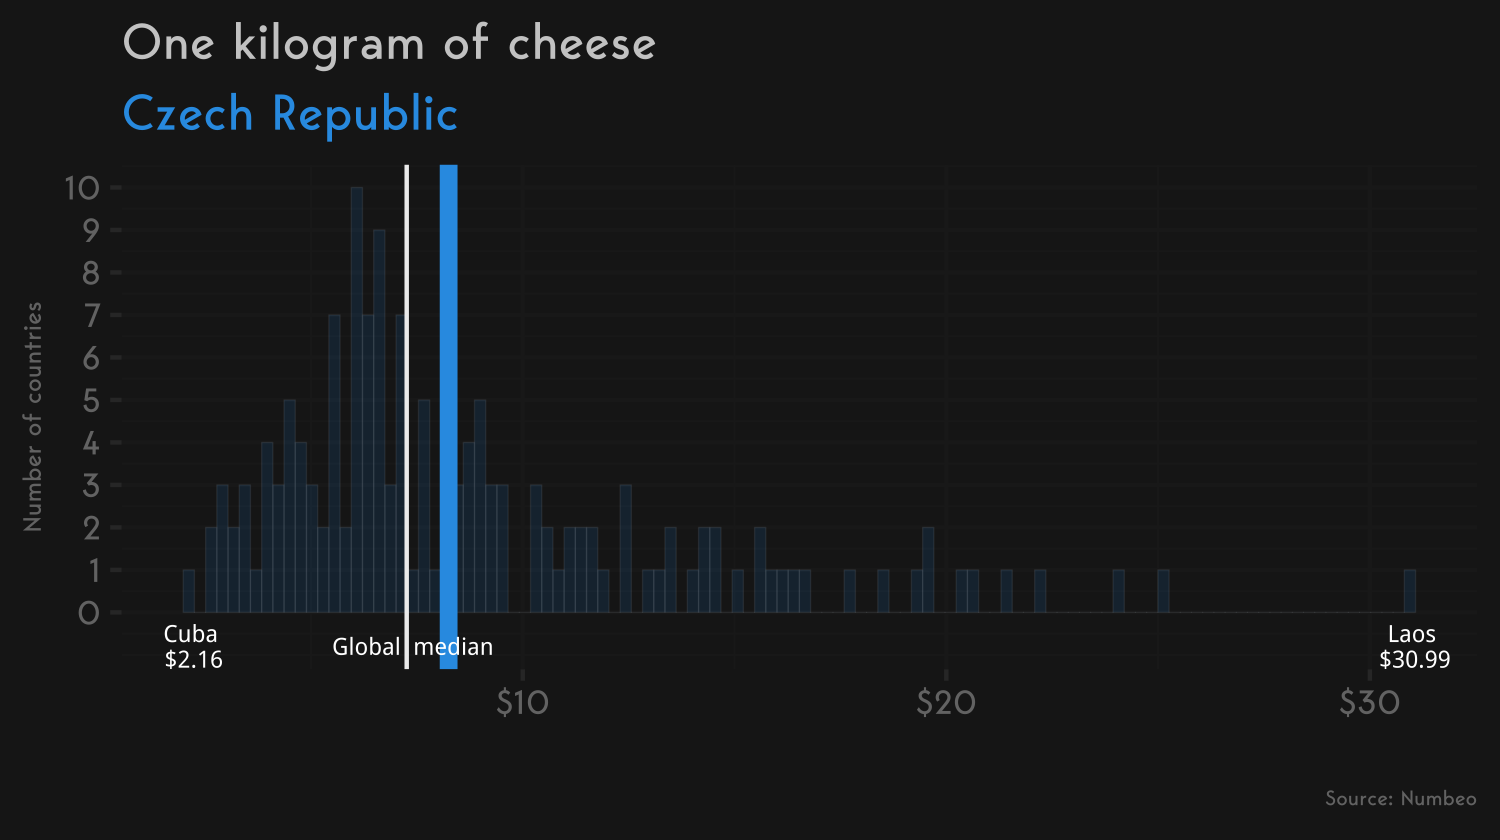 One kilogram of cheese
Czech Republic
Number of countries
10
9
8
7
6
5
4
3
2
1
0
Cuba
$2.16
Global median
Laos
$30.99
$10
$20
$30
Source: Numbeo